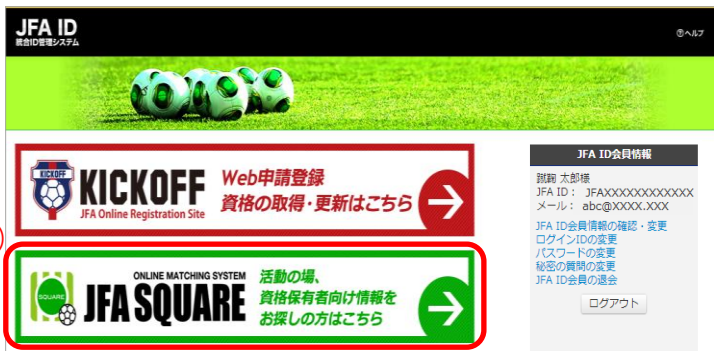 JFA ID
統合ID管理システム
?ヘルプ
KICKOFF
KICKOFF
JFA Online Registration Site
Web申請登録
資格の取得・更新はこちら
SQUARE
ONLINE MATCHING SYSTEM
JFA SQUARE
活動の場、
資格保有者向け情報を
お探しの方はこちら
JFA ID会員情報
蹴鞠 太郎様
JFA ID： JFAXXXXXXXXXXXXX
メール： abc@XXXX.XXX
JFA ID会員情報の確認・変更
ログインIDの変更
パスワードの変更
秘密の質問の変更
JFA ID会員の退会
ログアウト